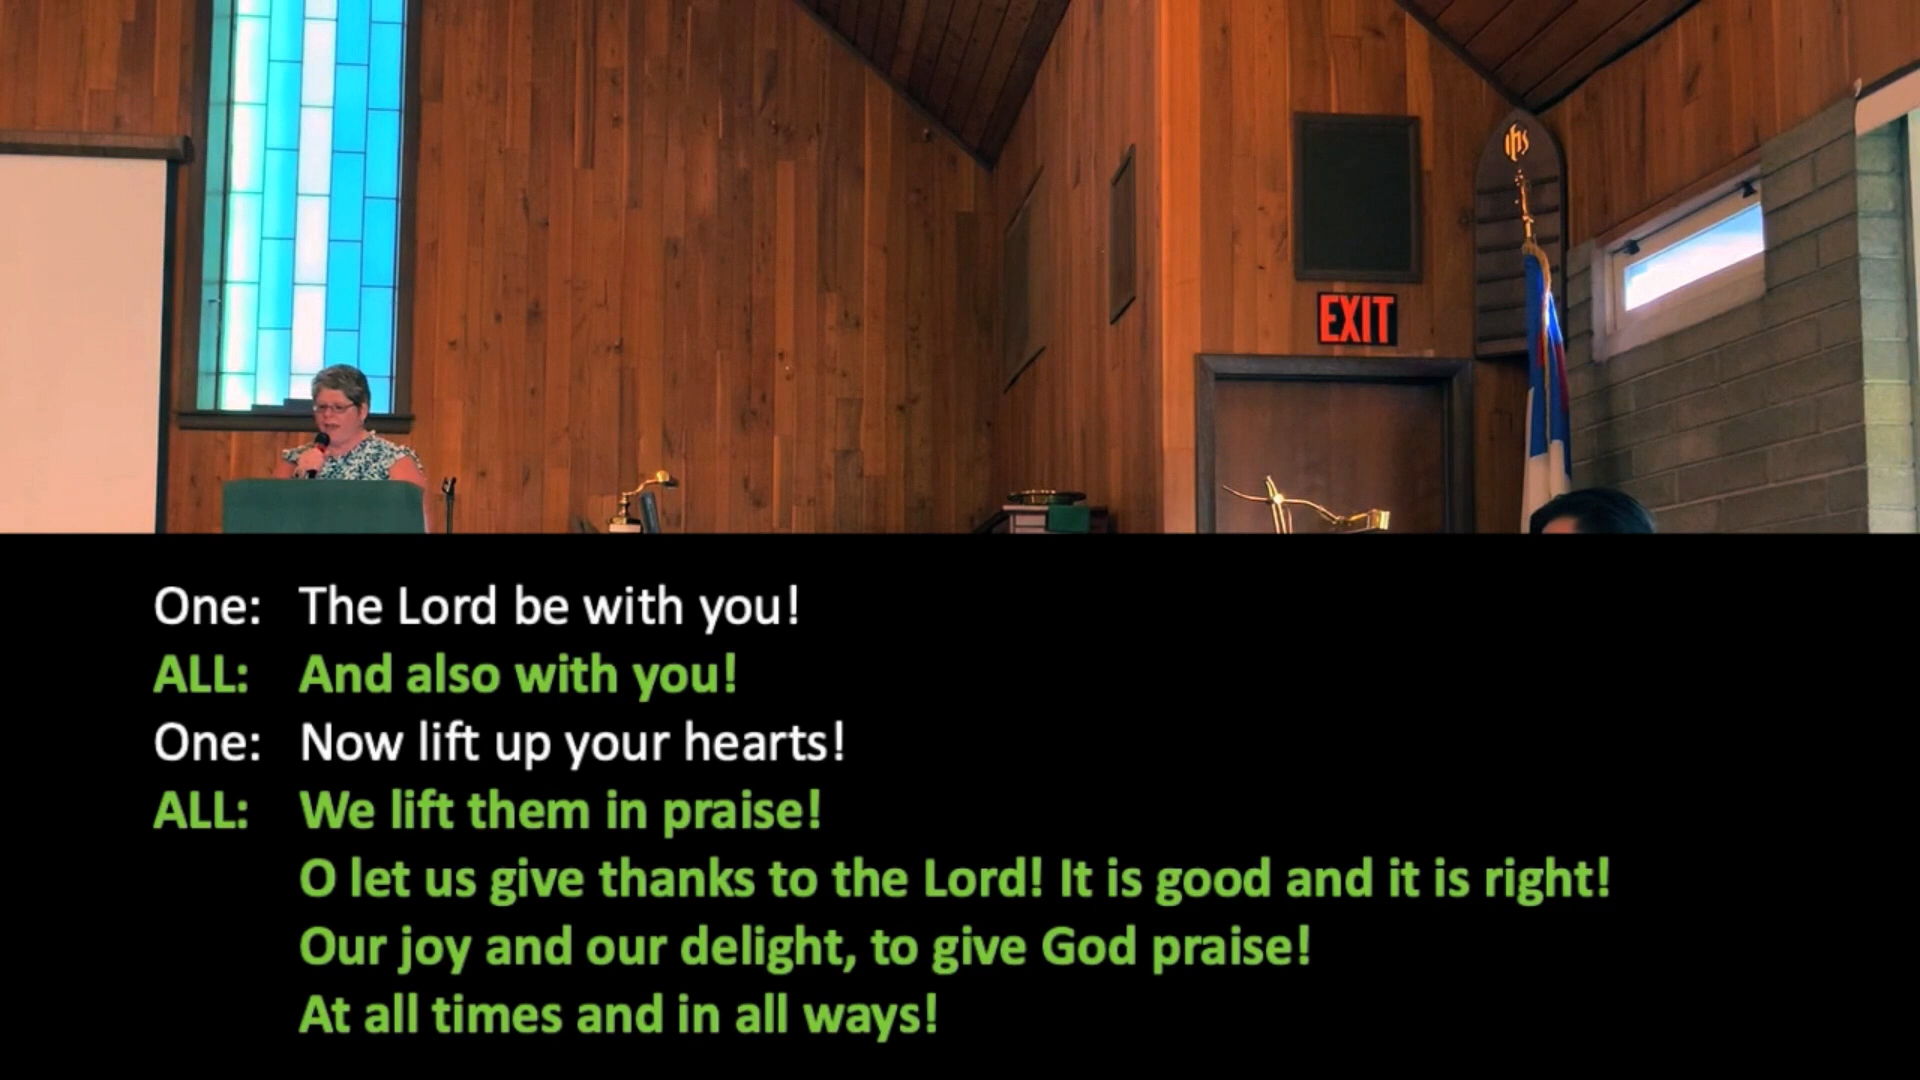 ihs
EXIT
One: The Lord be with you!
ALL: And also with you!
One: Now lift up your hearts!
ALL: We lift them in praise!
O let us give thanks to the Lord! It is good and it is right!
Our joy and our delight, to give God praise!
At all times and in all ways!